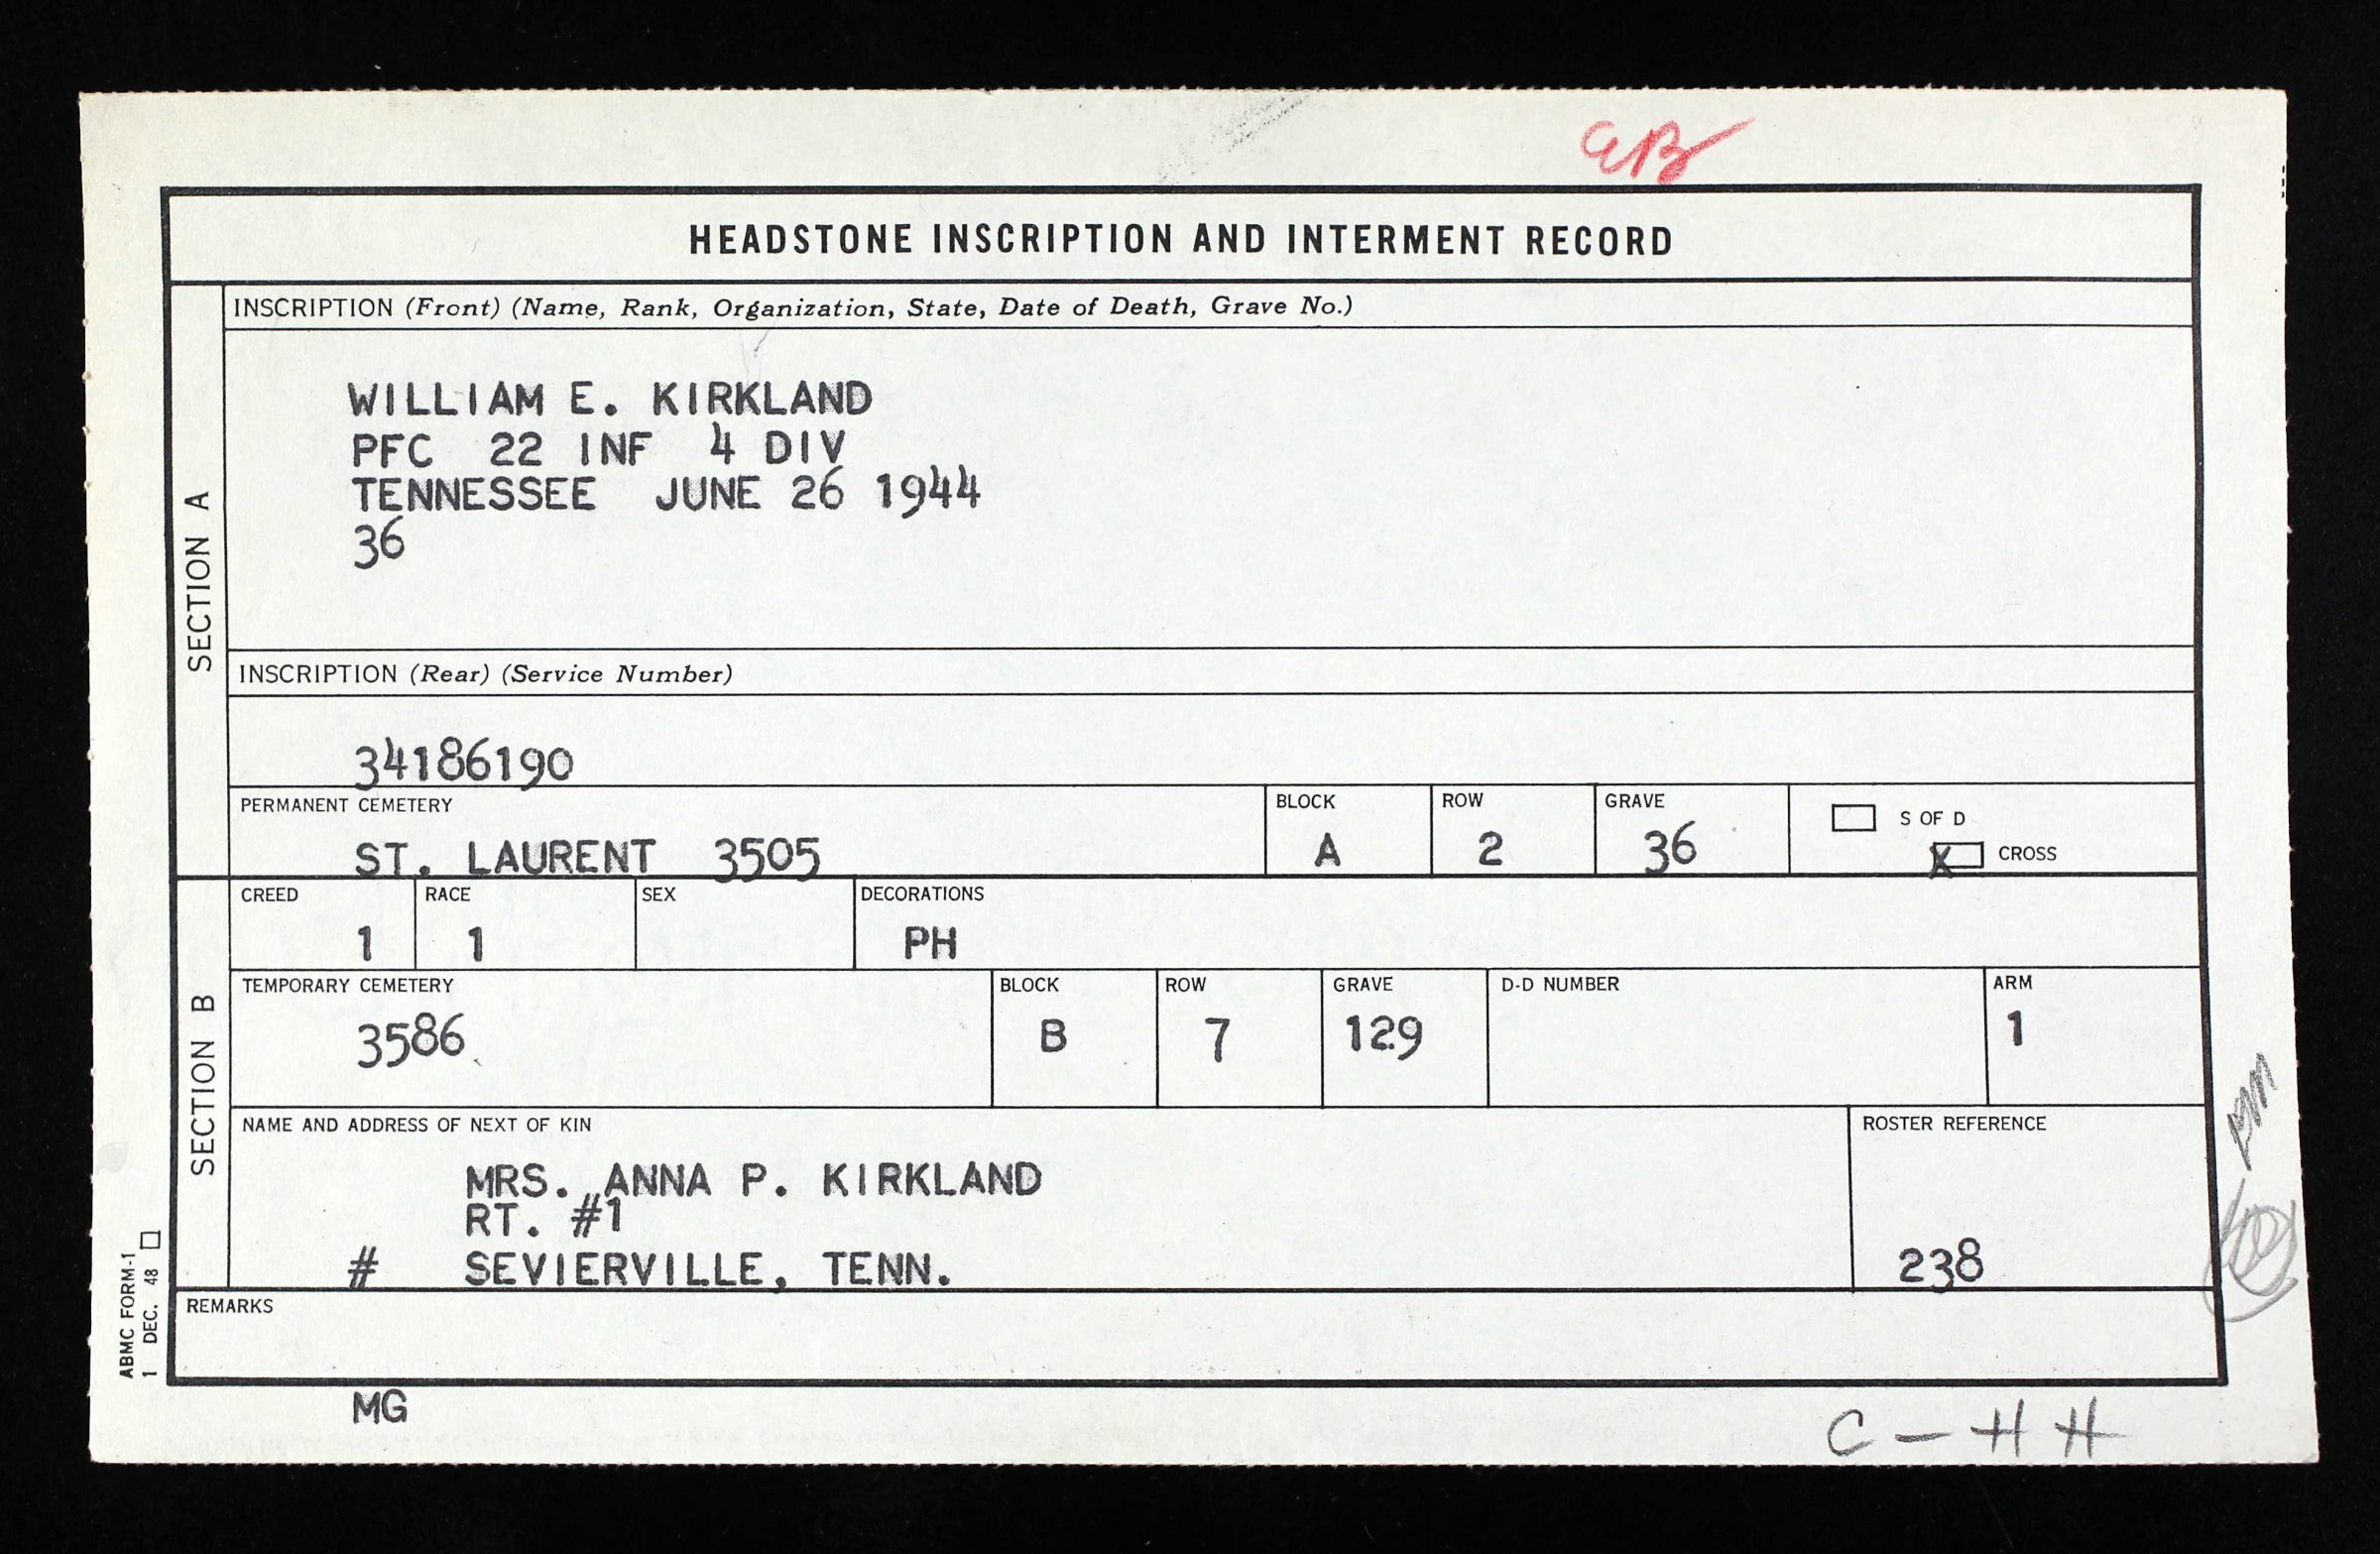 HEADSTONE INSCRIPTION AND INTERMENT RECORD
SECTION A
INSCRIPTION (Front) (Name, Rank, Organization, State, Date of Death, Grave No.)
WILLIAM E. KIRKLAND
PFC 22 INF 4 DIV
TENNESSEE JUNE 26 1944
36
INSCRIPTION (Rear) (Service Number)
34186190
PERMANENT CEMETERY BLOCK ROW GRAVE
ST. LAURENT 3505 A 2 36
S OF D
X CROSS
SECTION B
CREED RACE SEX DECORATIONS
1 1 PH
TEMPORARY CEMETERY BLOCK ROW GRAVE D-D NUMBER ARM
3586 B 7 129 1
NAME AND ADDRESS OF NEXT OF KIN ROSTER REFERENCE
MRS. ANNA P. KIRKLAND
RT. #1
# SEVIERVILLE, TENN. 238
REMARKS
ABMC FORM-1
1 DEC. 48
MG
C - H H